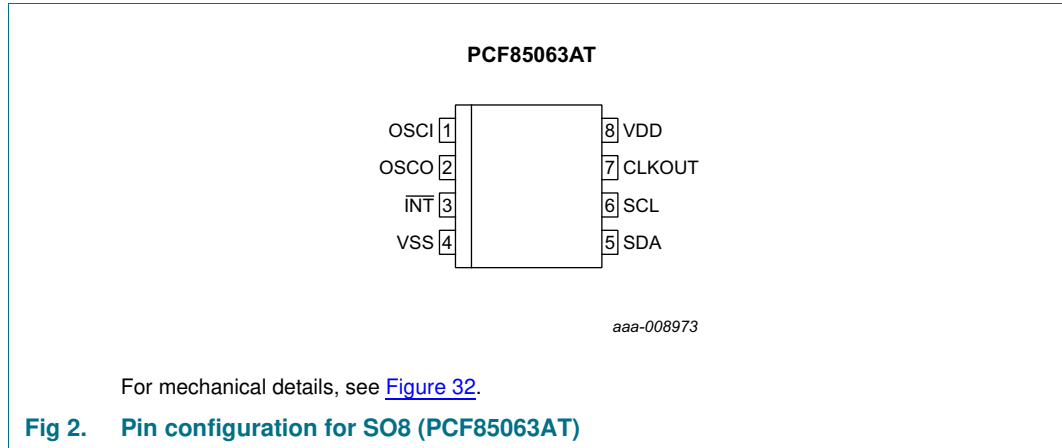 PCF85063AT
OSCI 1 8 VDD
OSCO 2 7 CLKOUT
INT 3 6 SCL
VSS 4 5 SDA
aaa-008973
For mechanical details, see Figure 32.
Fig 2. Pin configuration for SO8 (PCF85063AT)